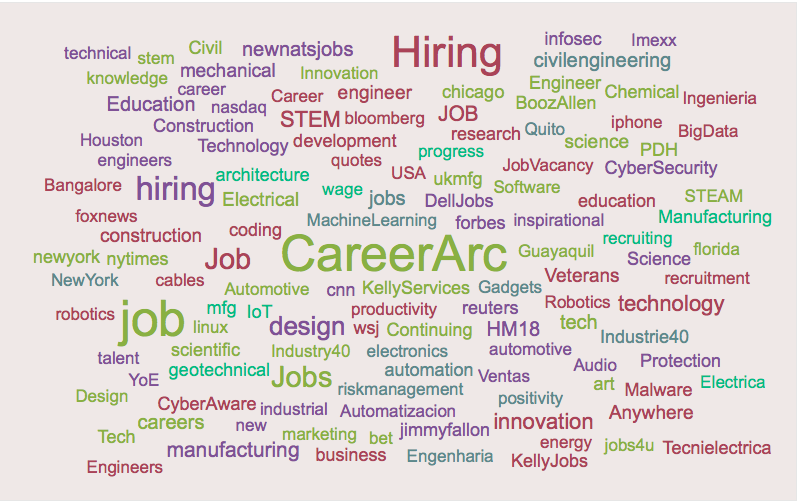 Hiring
infosec
Imexx
technical
stem
Civil
newnatsjobs
civilengineering
knowledge
mechanical
Innovation
career
Career
engineer
chicago
Engineer
Chemical
Ingenieria
Education
nasdaq
STEM
bloomberg
JOB
BoozAllen
iphone
BigData
Construction
research
Quito
science
PDH
Houston
Technology
development
engineers
quotes
progress
JobVacancy
CyberSecurity
Bangalore
hiring
architecture
wage
USA
ukmfg
Software
STEAM
Electrical
jobs
DellJobs
education
foxnews
coding
MachineLearning
forbes
inspirational
Manufacturing
construction
recruiting
newyork
nytimes
Job
CareerArc
Guayaquil
Science
florida
NewYork
cables
Automotive
cnn
KellyServices
Gadgets
Veterans
recruitment
robotics
job
mfg
IoT
productivity
reuters
Robotics
technology
linux
design
wsj
Continuing
HM18
tech
Industrie40
talent
scientific
Industry40
electronics
automotive
geotechnical
automation
Audio
Protection
YoE
Jobs
riskmanagement
Ventas
art
Malware
Electrica
Design
CyberAware
industrial
Automatizacion
positivity
Anywhere
careers
new
innovation
Tech
marketing
bet
jimmyfallon
manufacturing
business
Engenharia
energy
jobs4u
Tecnielectrica
Engineers
KellyJobs